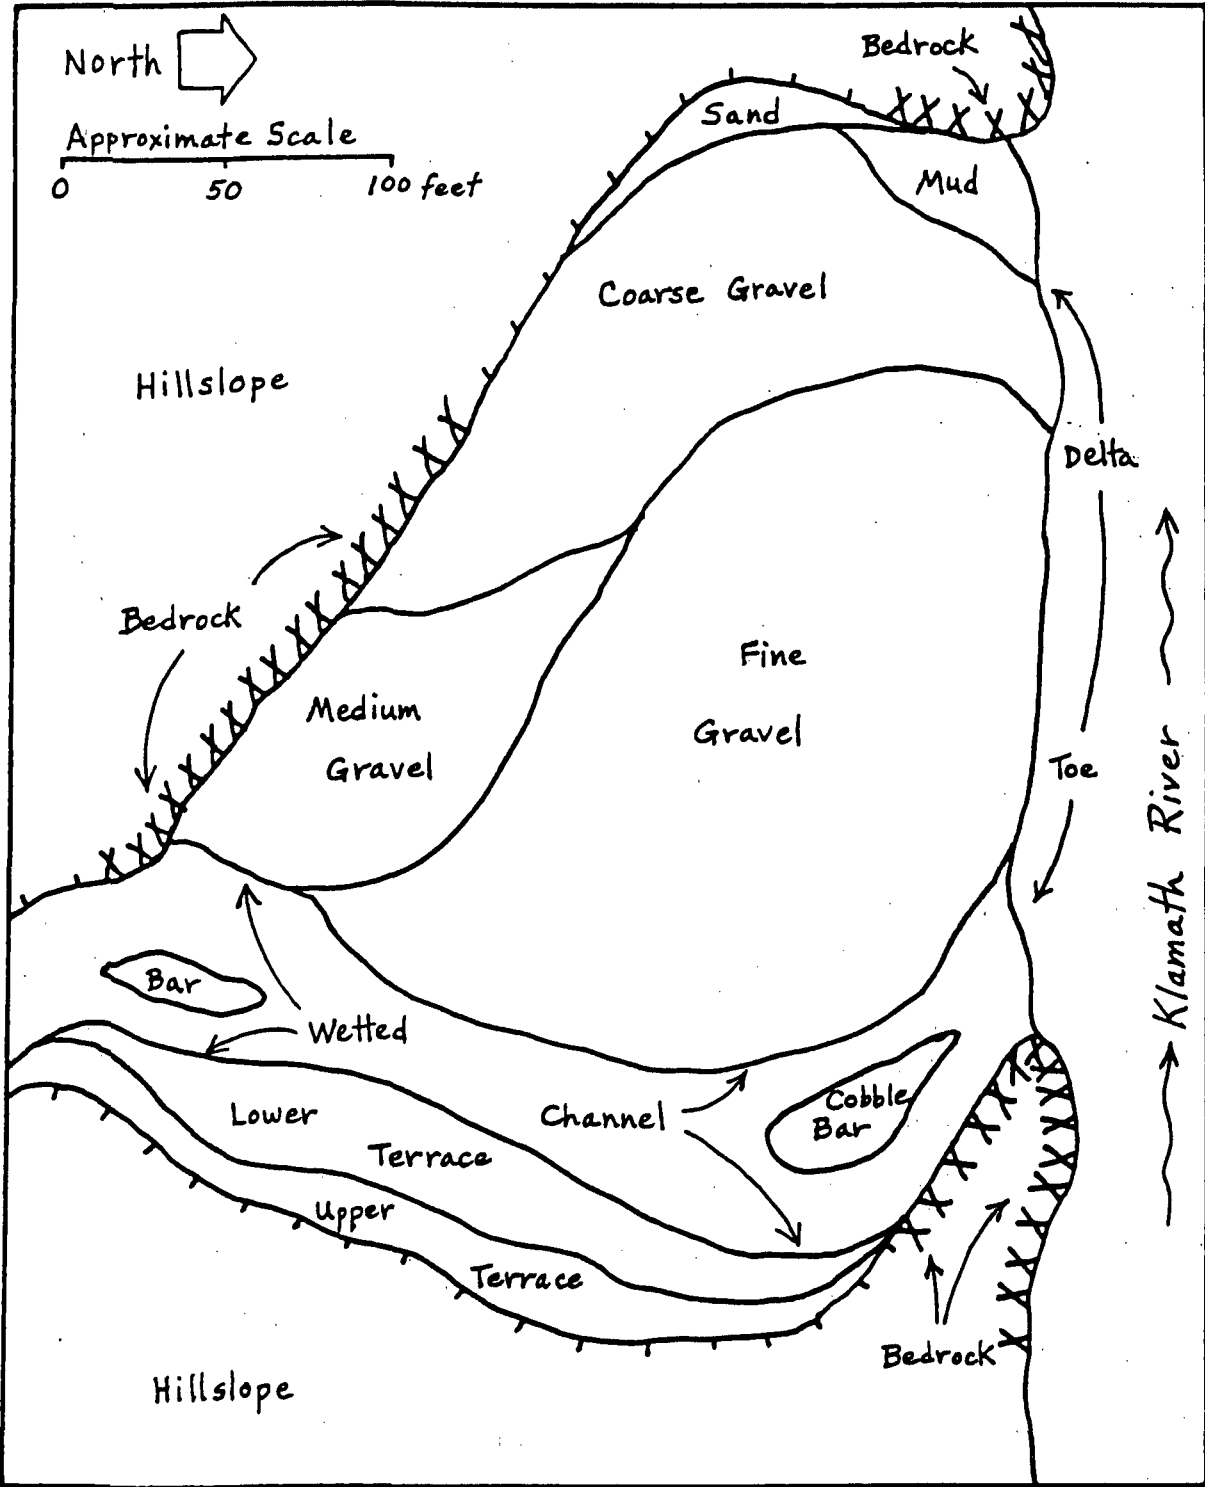 North
Approximate Scale
0 50 100 feet
Bedrock
Sand
Mud
Coarse Gravel
Hillslope
Delta
Bedrock
Fine
Gravel
Medium
Gravel
Toe
Klamath River
Bar
Wetted
Lower
Terrace
Channel
Cobble
Bar
Upper
Terrace
Bedrock
Hillslope